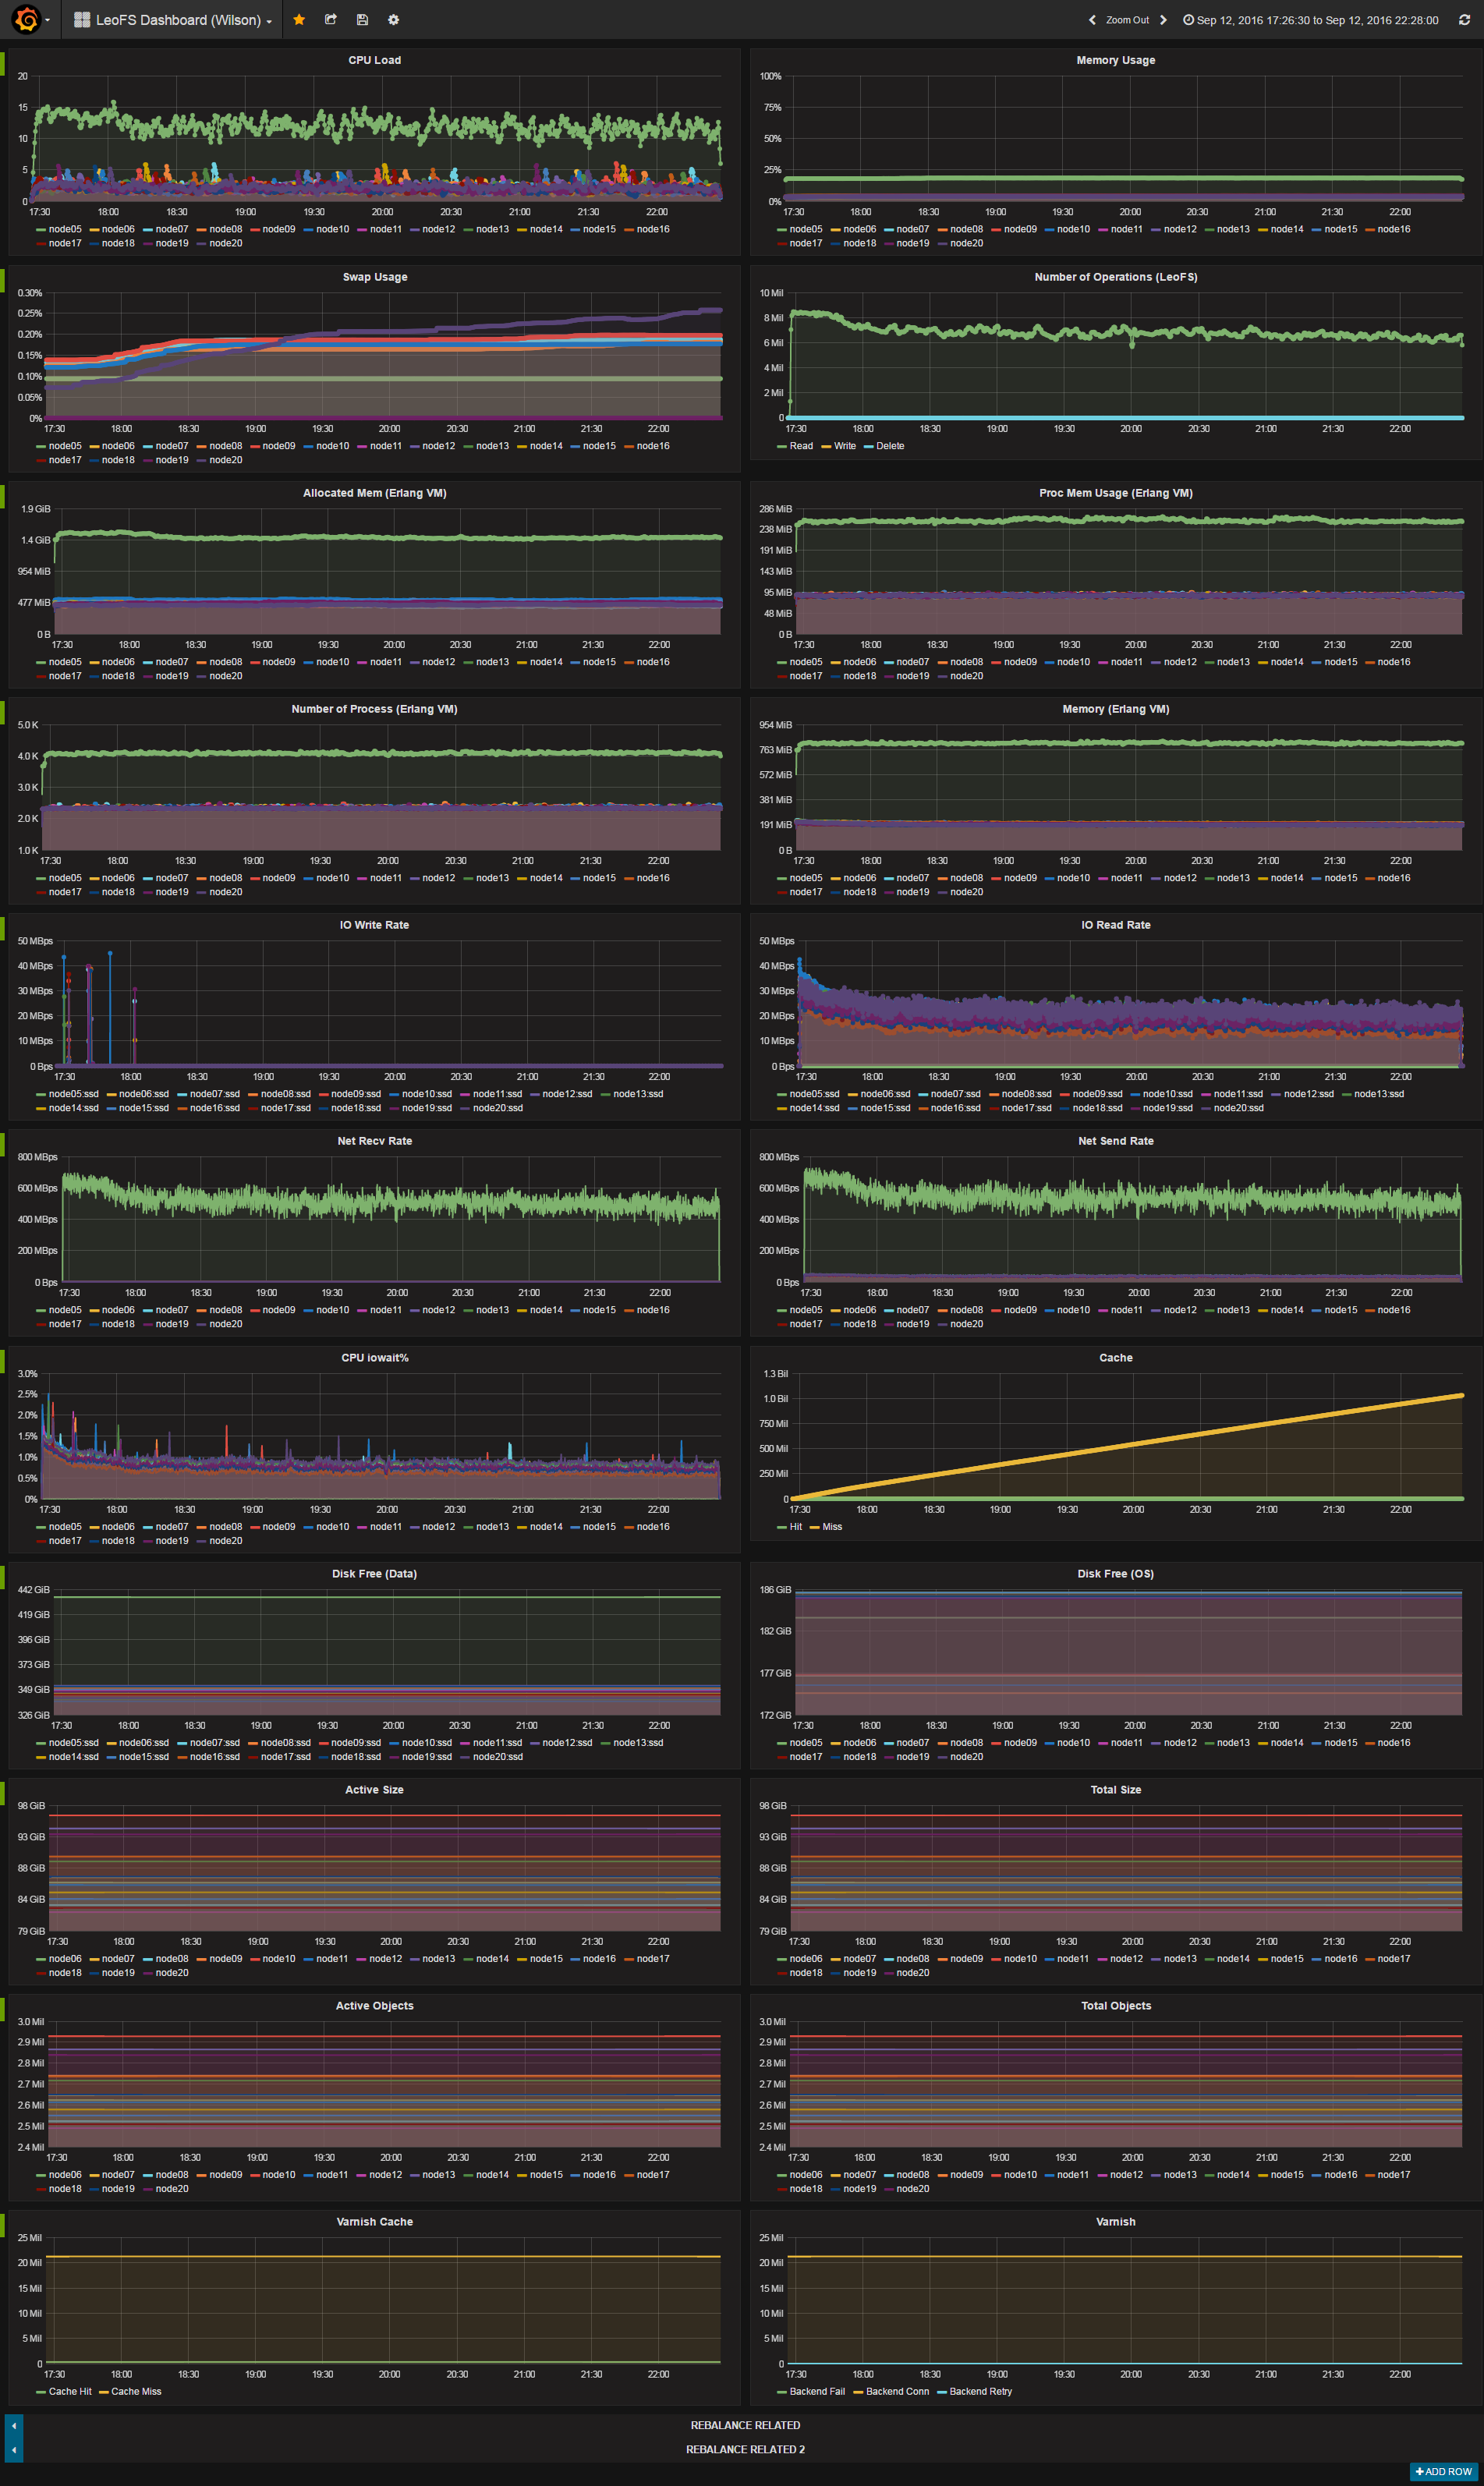 LeoFS Dashboard (Wilson)
Zoom Out
Sep 12, 2016 17:26:30 to Sep 12, 2016 22:28:00
CPU Load
20
15
10
5
0
17:30 18:00 18:30 19:00 19:30 20:00 20:30 21:00 21:30 22:00
node05 node06 node07 node08 node09 node10 node11 node12 node13 node14 node15 node16
node17 node18 node19 node20
Memory Usage
100%
75%
50%
25%
0%
17:30 18:00 18:30 19:00 19:30 20:00 20:30 21:00 21:30 22:00
node05 node06 node07 node08 node09 node10 node11 node12 node13 node14 node15 node16
node17 node18 node19 node20
Swap Usage
0.30%
0.25%
0.20%
0.15%
0.10%
0.05%
0%
17:30 18:00 18:30 19:00 19:30 20:00 20:30 21:00 21:30 22:00
node05 node06 node07 node08 node09 node10 node11 node12 node13 node14 node15 node16
node17 node18 node19 node20
Number of Operations (LeoFS)
10 Mil
8 Mil
6 Mil
4 Mil
2 Mil
0
17:30 18:00 18:30 19:00 19:30 20:00 20:30 21:00 21:30 22:00
Read Write Delete
Allocated Mem (Erlang VM)
1.9 GiB
1.4 GiB
954 MiB
477 MiB
0 B
17:30 18:00 18:30 19:00 19:30 20:00 20:30 21:00 21:30 22:00
node05 node06 node07 node08 node09 node10 node11 node12 node13 node14 node15 node16
node17 node18 node19 node20
Proc Mem Usage (Erlang VM)
286 MiB
238 MiB
191 MiB
143 MiB
95 MiB
48 MiB
0 B
17:30 18:00 18:30 19:00 19:30 20:00 20:30 21:00 21:30 22:00
node05 node06 node07 node08 node09 node10 node11 node12 node13 node14 node15 node16
node17 node18 node19 node20
Number of Process (Erlang VM)
5.0 K
4.0 K
3.0 K
2.0 K
1.0 K
17:30 18:00 18:30 19:00 19:30 20:00 20:30 21:00 21:30 22:00
node05 node06 node07 node08 node09 node10 node11 node12 node13 node14 node15 node16
node17 node18 node19 node20
Memory (Erlang VM)
954 MiB
763 MiB
572 MiB
381 MiB
191 MiB
0 B
17:30 18:00 18:30 19:00 19:30 20:00 20:30 21:00 21:30 22:00
node05 node06 node07 node08 node09 node10 node11 node12 node13 node14 node15 node16
node17 node18 node19 node20
IO Write Rate
50 MBps
40 MBps
30 MBps
20 MBps
10 MBps
0 Bps
17:30 18:00 18:30 19:00 19:30 20:00 20:30 21:00 21:30 22:00
node05:ssd node06:ssd node07:ssd node08:ssd node09:ssd node10:ssd node11:ssd node12:ssd node13:ssd
node14:ssd node15:ssd node16:ssd node17:ssd node18:ssd node19:ssd node20:ssd
IO Read Rate
50 MBps
40 MBps
30 MBps
20 MBps
10 MBps
0 Bps
17:30 18:00 18:30 19:00 19:30 20:00 20:30 21:00 21:30 22:00
node05:ssd node06:ssd node07:ssd node08:ssd node09:ssd node10:ssd node11:ssd node12:ssd node13:ssd
node14:ssd node15:ssd node16:ssd node17:ssd node18:ssd node19:ssd node20:ssd
Net Recv Rate
800 MBps
600 MBps
400 MBps
200 MBps
0 Bps
17:30 18:00 18:30 19:00 19:30 20:00 20:30 21:00 21:30 22:00
node05 node06 node07 node08 node09 node10 node11 node12 node13 node14 node15 node16
node17 node18 node19 node20
Net Send Rate
800 MBps
600 MBps
400 MBps
200 MBps
0 Bps
17:30 18:00 18:30 19:00 19:30 20:00 20:30 21:00 21:30 22:00
node05 node06 node07 node08 node09 node10 node11 node12 node13 node14 node15 node16
node17 node18 node19 node20
CPU iowait%
3.0%
2.5%
2.0%
1.5%
1.0%
0.5%
0%
17:30 18:00 18:30 19:00 19:30 20:00 20:30 21:00 21:30 22:00
node05 node06 node07 node08 node09 node10 node11 node12 node13 node14 node15 node16
node17 node18 node19 node20
Cache
1.3 Bil
1.0 Bil
750 Mil
500 Mil
250 Mil
0
17:30 18:00 18:30 19:00 19:30 20:00 20:30 21:00 21:30 22:00
Hit Miss
Disk Free (Data)
442 GiB
419 GiB
396 GiB
373 GiB
349 GiB
326 GiB
17:30 18:00 18:30 19:00 19:30 20:00 20:30 21:00 21:30 22:00
node05:ssd node06:ssd node07:ssd node08:ssd node09:ssd node10:ssd node11:ssd node12:ssd node13:ssd
node14:ssd node15:ssd node16:ssd node17:ssd node18:ssd node19:ssd node20:ssd
Disk Free (OS)
186 GiB
182 GiB
177 GiB
172 GiB
17:30 18:00 18:30 19:00 19:30 20:00 20:30 21:00 21:30 22:00
node05 node06 node07 node08 node09 node10 node11 node12 node13 node14 node15 node16
node17 node18 node19 node20
Active Size
98 GiB
93 GiB
88 GiB
84 GiB
79 GiB
17:30 18:00 18:30 19:00 19:30 20:00 20:30 21:00 21:30 22:00
node06 node07 node08 node09 node10 node11 node12 node13 node14 node15 node16 node17
node18 node19 node20
Total Size
98 GiB
93 GiB
88 GiB
84 GiB
79 GiB
17:30 18:00 18:30 19:00 19:30 20:00 20:30 21:00 21:30 22:00
node06 node07 node08 node09 node10 node11 node12 node13 node14 node15 node16 node17
node18 node19 node20
Active Objects
3.0 Mil
2.9 Mil
2.8 Mil
2.7 Mil
2.6 Mil
2.5 Mil
2.4 Mil
17:30 18:00 18:30 19:00 19:30 20:00 20:30 21:00 21:30 22:00
node06 node07 node08 node09 node10 node11 node12 node13 node14 node15 node16 node17
node18 node19 node20
Total Objects
3.0 Mil
2.9 Mil
2.8 Mil
2.7 Mil
2.6 Mil
2.5 Mil
2.4 Mil
17:30 18:00 18:30 19:00 19:30 20:00 20:30 21:00 21:30 22:00
node06 node07 node08 node09 node10 node11 node12 node13 node14 node15 node16 node17
node18 node19 node20
Varnish Cache
25 Mil
20 Mil
15 Mil
10 Mil
5 Mil
0
17:30 18:00 18:30 19:00 19:30 20:00 20:30 21:00 21:30 22:00
Cache Hit Cache Miss
Varnish
25 Mil
20 Mil
15 Mil
10 Mil
5 Mil
0
17:30 18:00 18:30 19:00 19:30 20:00 20:30 21:00 21:30 22:00
Backend Fail Backend Conn Backend Retry
REBALANCE RELATED
REBALANCE RELATED 2
ADD ROW